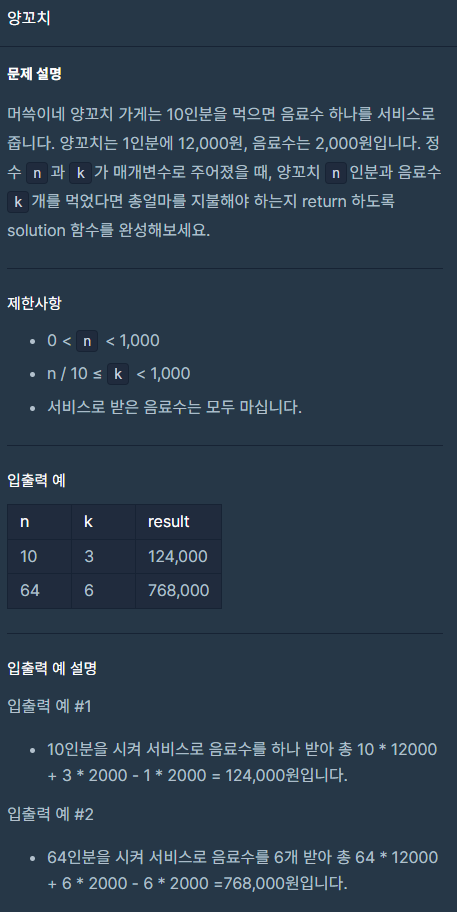 양꼬치
문제 설명
머쓱이네 양꼬치 가게는 10인분을 먹으면 음료수 하나를 서비스로
줍니다. 양꼬치는 1인분에 12,000원, 음료수는 2,000원입니다. 정
수 n 과 k 가 매개변수로 주어졌을 때, 양꼬치 n 인분과 음료수
k 개를 먹었다면 총얼마를 지불해야 하는지 return 하도록
solution 함수를 완성해보세요.
제한사항
• 0 < n < 1,000
• n / 10 ≤ k < 1,000
• 서비스로 받은 음료수는 모두 마십니다.
입출력 예
n k result
10 3 124,000
64 6 768,000
입출력 예 설명
입출력 예 #1
• 10인분을 시켜 서비스로 음료수를 하나 받아 총 10 * 12000
+ 3 * 2000 - 1 * 2000 = 124,000원입니다.
입출력 예 #2
• 64인분을 시켜 서비스로 음료수를 6개 받아 총 64 * 12000
+ 6 * 2000 - 6 * 2000 =768,000원입니다.